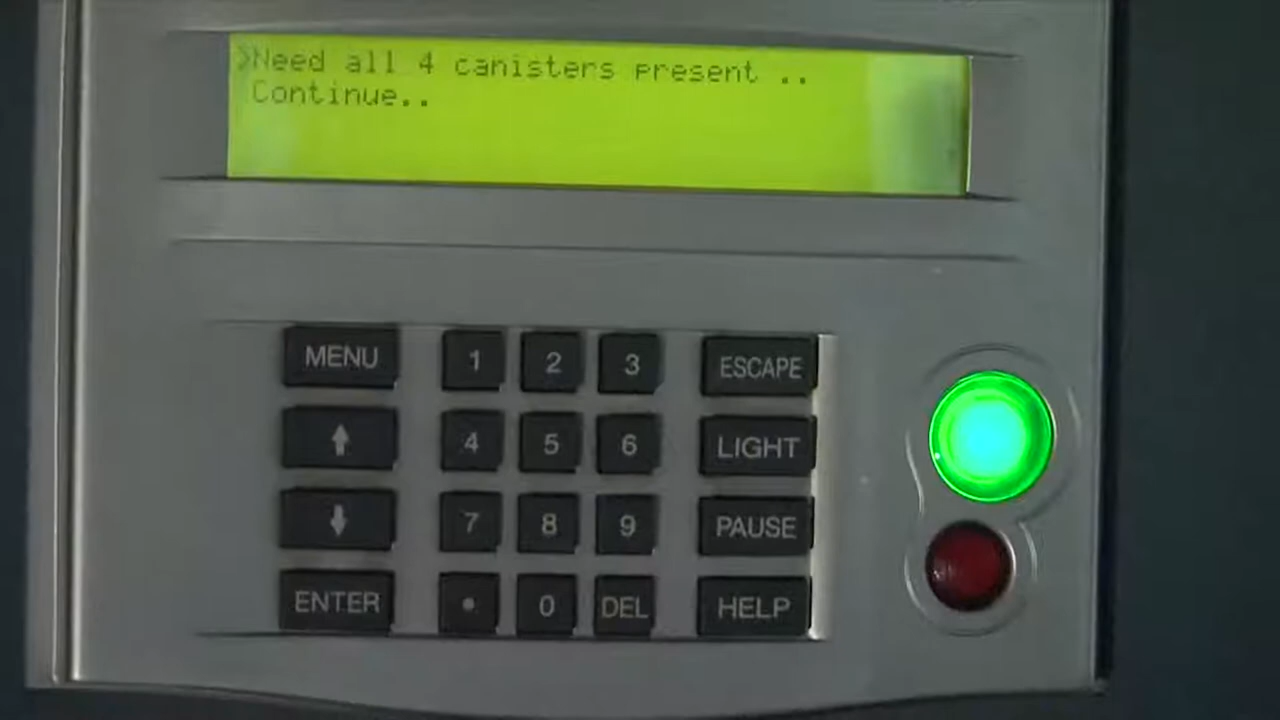 >Need all 4 canisters present ..
Continue..
MENU 1 2 3 ESCAPE
4 5 6 LIGHT
7 8 9 PAUSE
ENTER . 0 DEL HELP